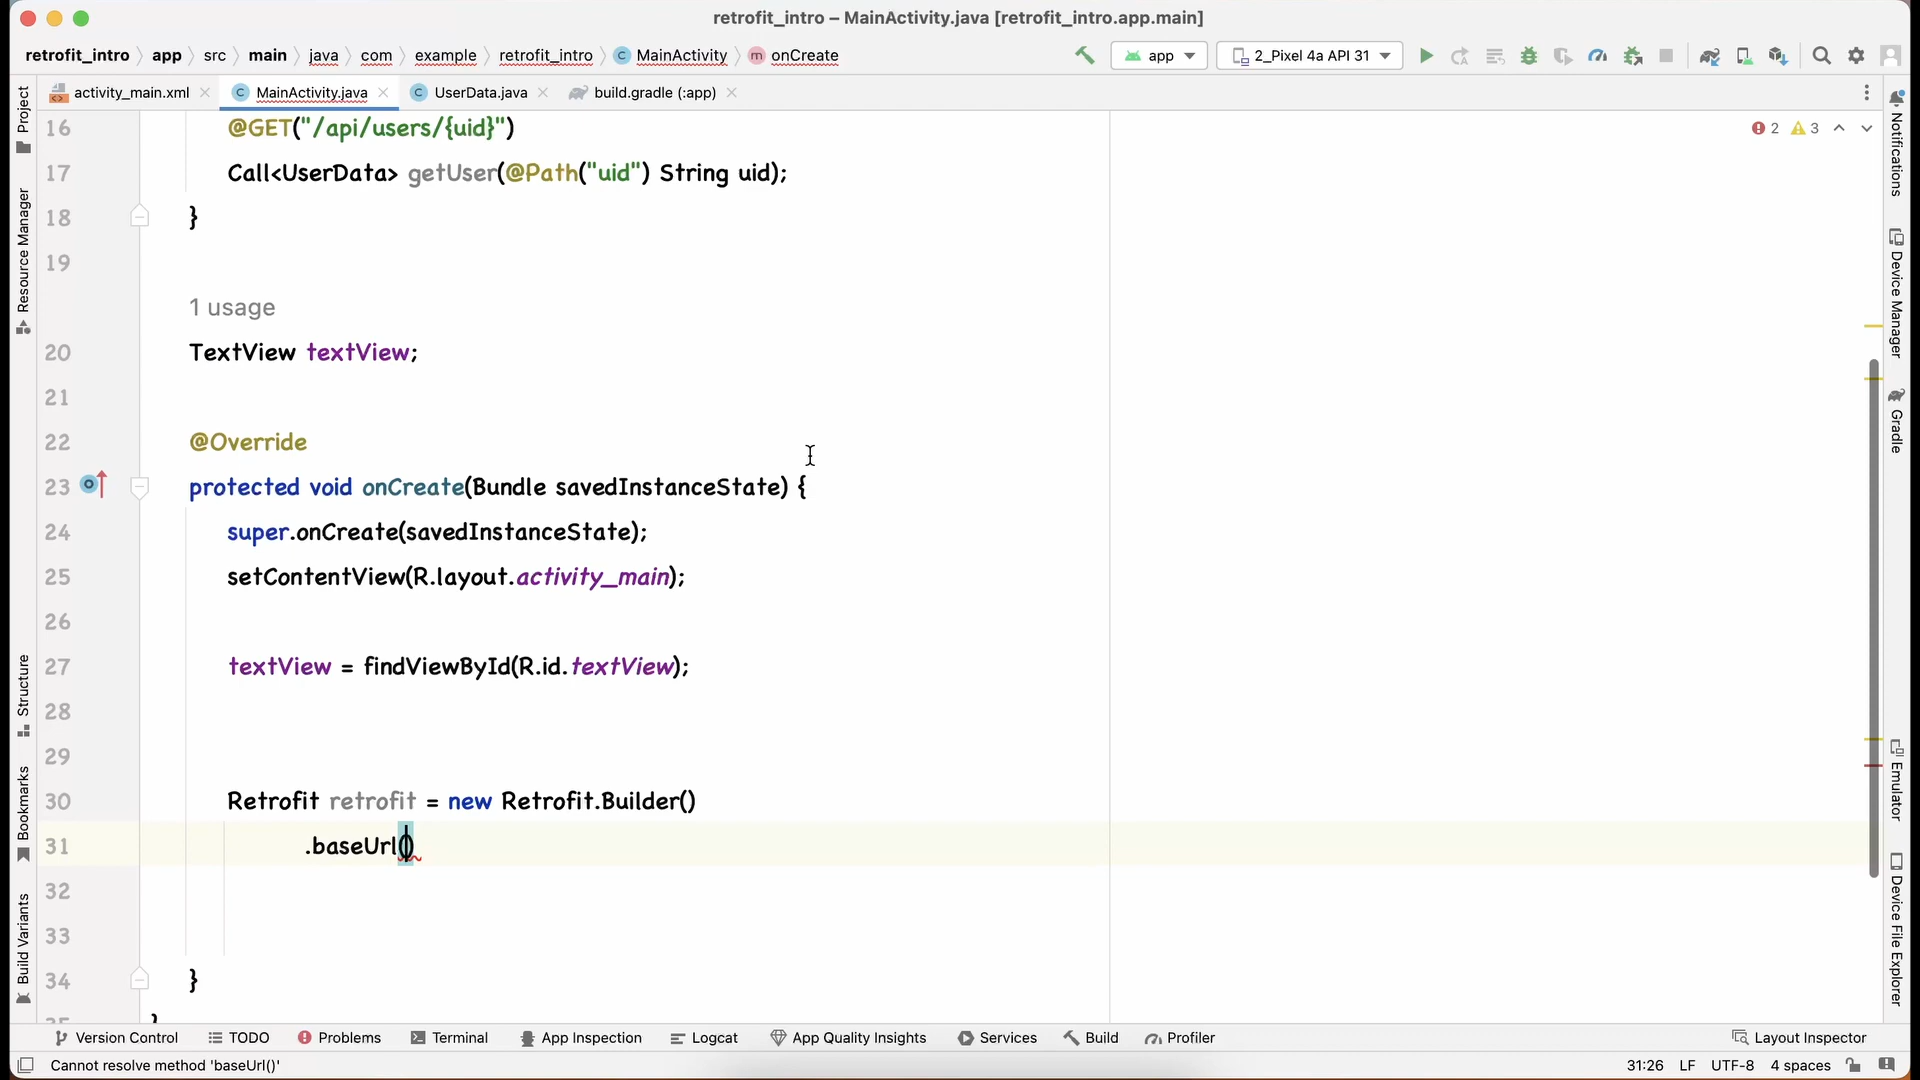 retrofit_intro – MainActivity.java [retrofit_intro.app.main]
retrofit_intro app src main java com example retrofit_intro MainActivity onCreate app 2_Pixel 4a API 31
activity_main.xml MainActivity.java UserData.java build.gradle (:app)
2 3
16 @GET("/api/users/{uid}")
17 Call<UserData> getUser(@Path("uid") String uid);
18 }
19
1 usage
20 TextView textView;
21
22 @Override
23 protected void onCreate(Bundle savedInstanceState) {
24 super.onCreate(savedInstanceState);
25 setContentView(R.layout.activity_main);
26
27 textView = findViewById(R.id.textView);
28
29
30 Retrofit retrofit = new Retrofit.Builder()
31 .baseUrl()
32
33
34 }
35 }
Project
Resource Manager
Structure
Bookmarks
Build Variants
Notifications
Device Manager
Gradle
Emulator
Device File Explorer
Version Control TODO Problems Terminal App Inspection Logcat App Quality Insights Services Build Profiler Layout Inspector
Cannot resolve method 'baseUrl()' 31:26 LF UTF-8 4 spaces